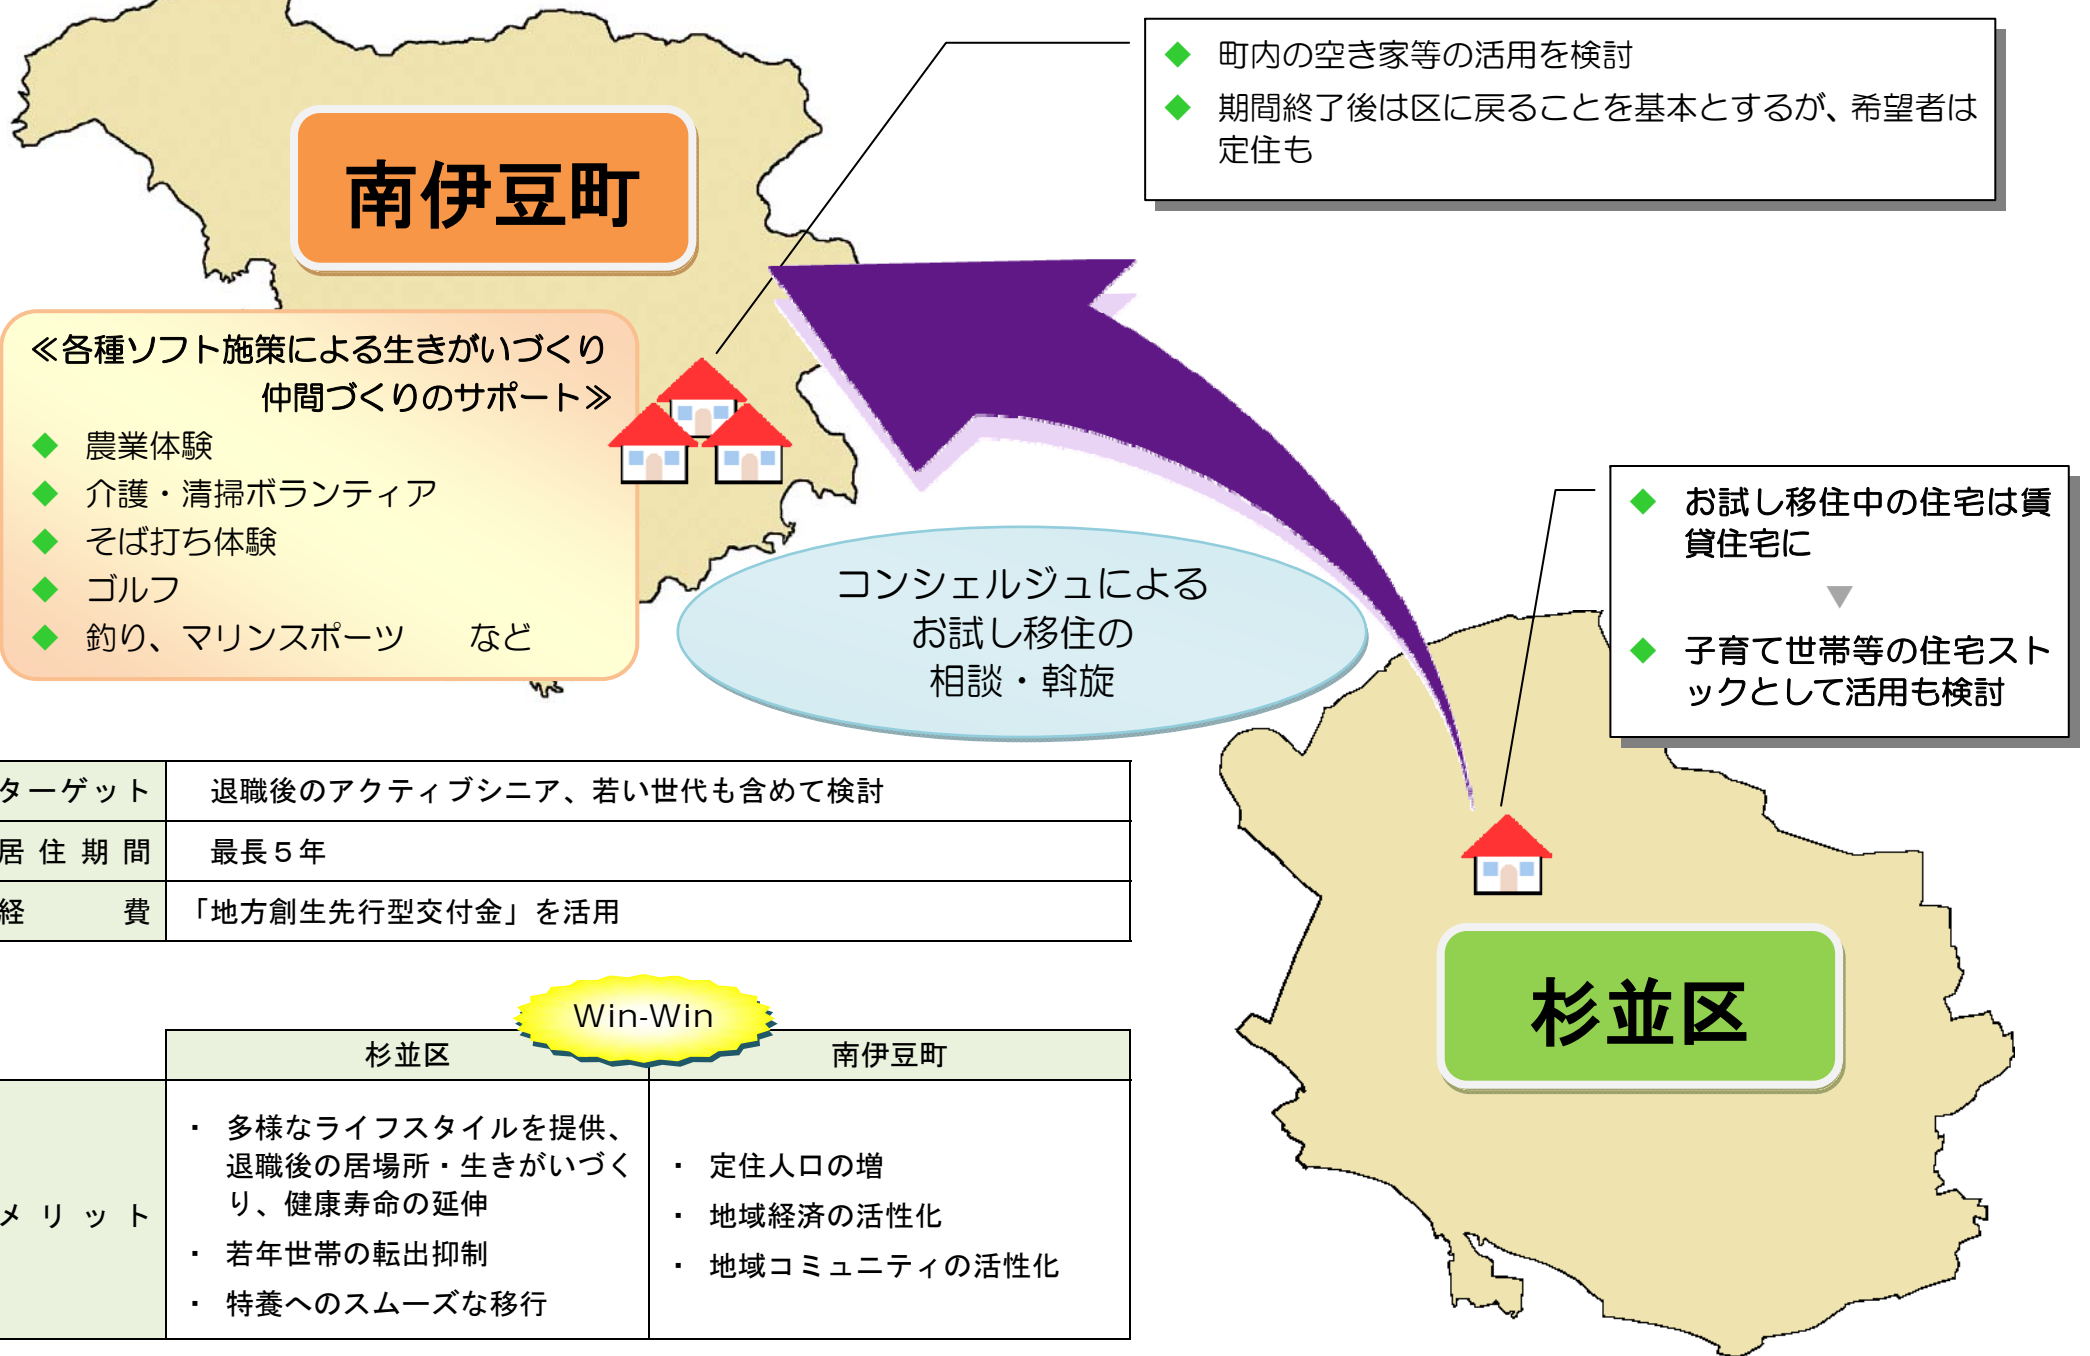 南伊豆町
◆ 町内の空き家等の活用を検討
◆ 期間終了後は区に戻ることを基本とするが、希望者は
定住も
≪各種ソフト施策による生きがいづくり
仲間づくりのサポート≫
◆ 農業体験
◆ 介護・清掃ボランティア
◆ そば打ち体験
◆ ゴルフ
◆ 釣り、マリンスポーツ　　など
コンシェルジュによる
お試し移住の
相談・斡旋
◆ お試し移住中の住宅は賃
貸住宅に
▼
◆ 子育て世帯等の住宅スト
ックとして活用も検討
杉並区
ターゲット 退職後のアクティブシニア、若い世代も含めて検討
居住期間 最長５年
経　費 「地方創生先行型交付金」を活用
Win-Win
杉並区 南伊豆町
メリット
・ 多様なライフスタイルを提供、
退職後の居場所・生きがいづく
り、健康寿命の延伸
・ 若年世帯の転出抑制
・ 特養へのスムーズな移行
・ 定住人口の増
・ 地域経済の活性化
・ 地域コミュニティの活性化